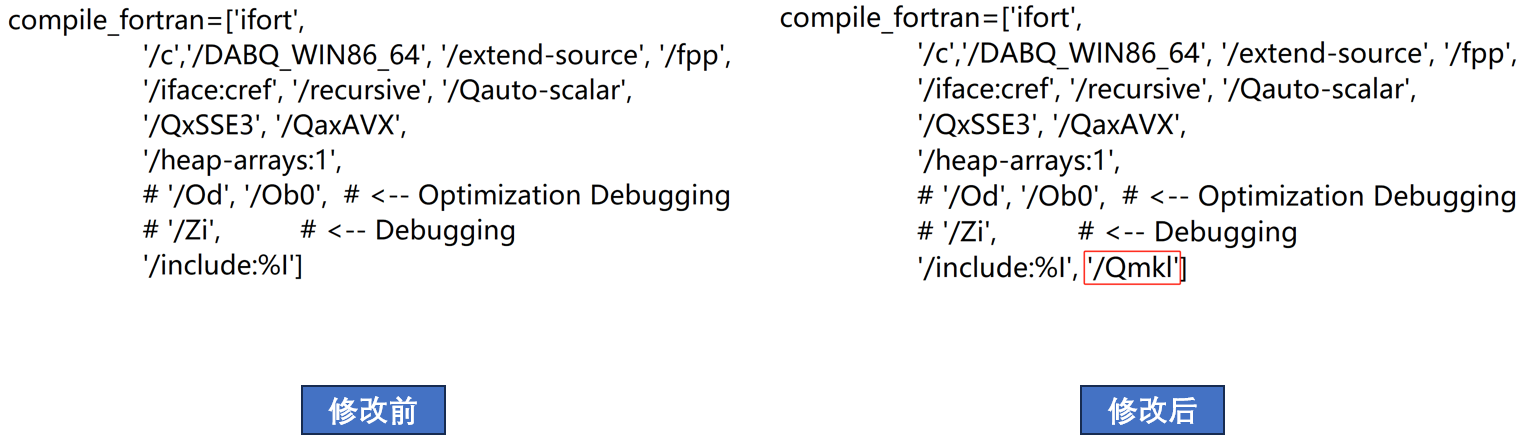 compile_fortran=['ifort',
'/c','/DABQ_WIN86_64', '/extend-source', '/fpp',
'/iface:cref', '/recursive', '/Qauto-scalar',
'/QxSSE3', '/QaxAVX',
'/heap-arrays:1',
# '/Od', '/Ob0',  # <-- Optimization Debugging
# '/Zi',          # <-- Debugging
'/include:%I']
修改前
compile_fortran=['ifort',
'/c','/DABQ_WIN86_64', '/extend-source', '/fpp',
'/iface:cref', '/recursive', '/Qauto-scalar',
'/QxSSE3', '/QaxAVX',
'/heap-arrays:1',
# '/Od', '/Ob0',  # <-- Optimization Debugging
# '/Zi',          # <-- Debugging
'/include:%I', '/Qmkl']
修改后